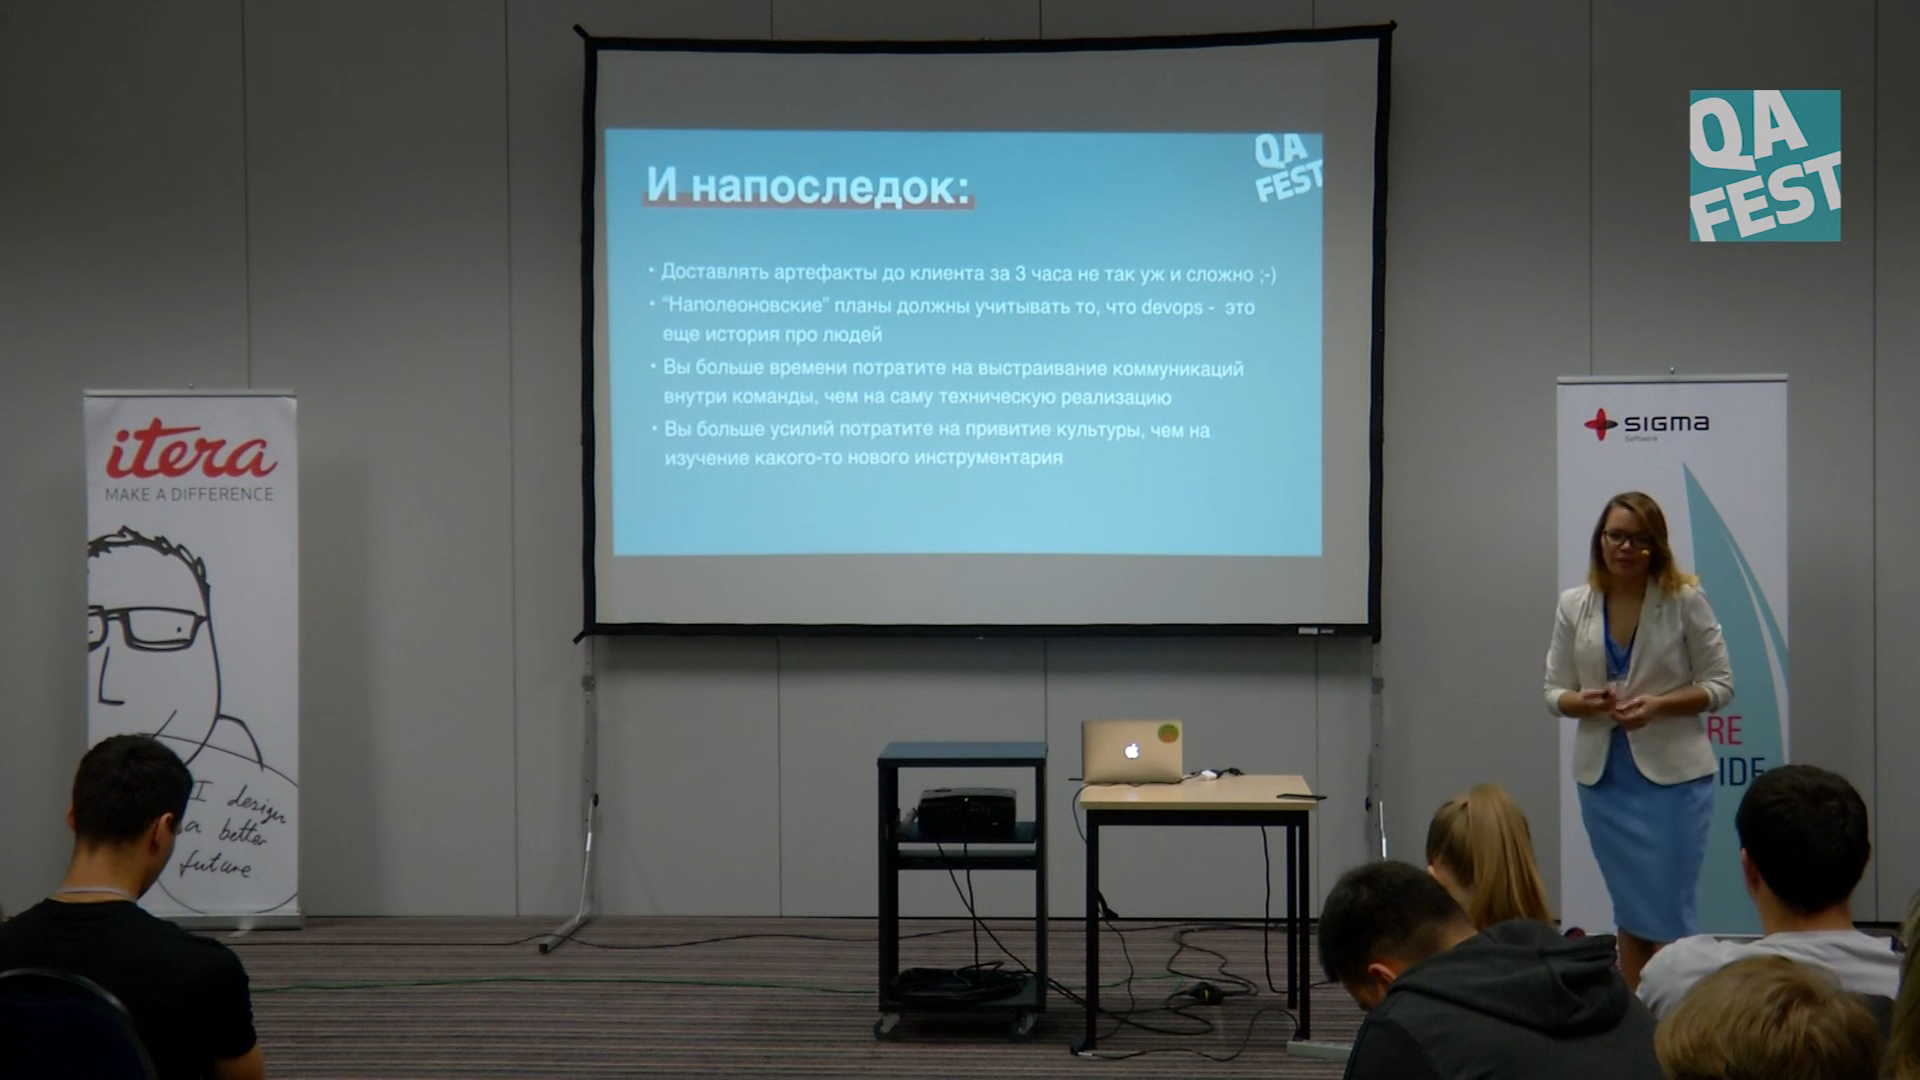 QA
FEST
И напоследок:
QA
FEST
• Доставлять артефакты до клиента за 3 часа не так уж и сложно ;-)
• “Наполеоновские” планы должны учитывать то, что devops - это
еще история про людей
• Вы больше времени потратите на выстраивание коммуникаций
внутри команды, чем на саму техническую реализацию
• Вы больше усилий потратите на привитие культуры, чем на
изучение какого-то нового инструментария
itera
MAKE A DIFFERENCE
I design
a better
future
SIGMA
Software
RE
IDE